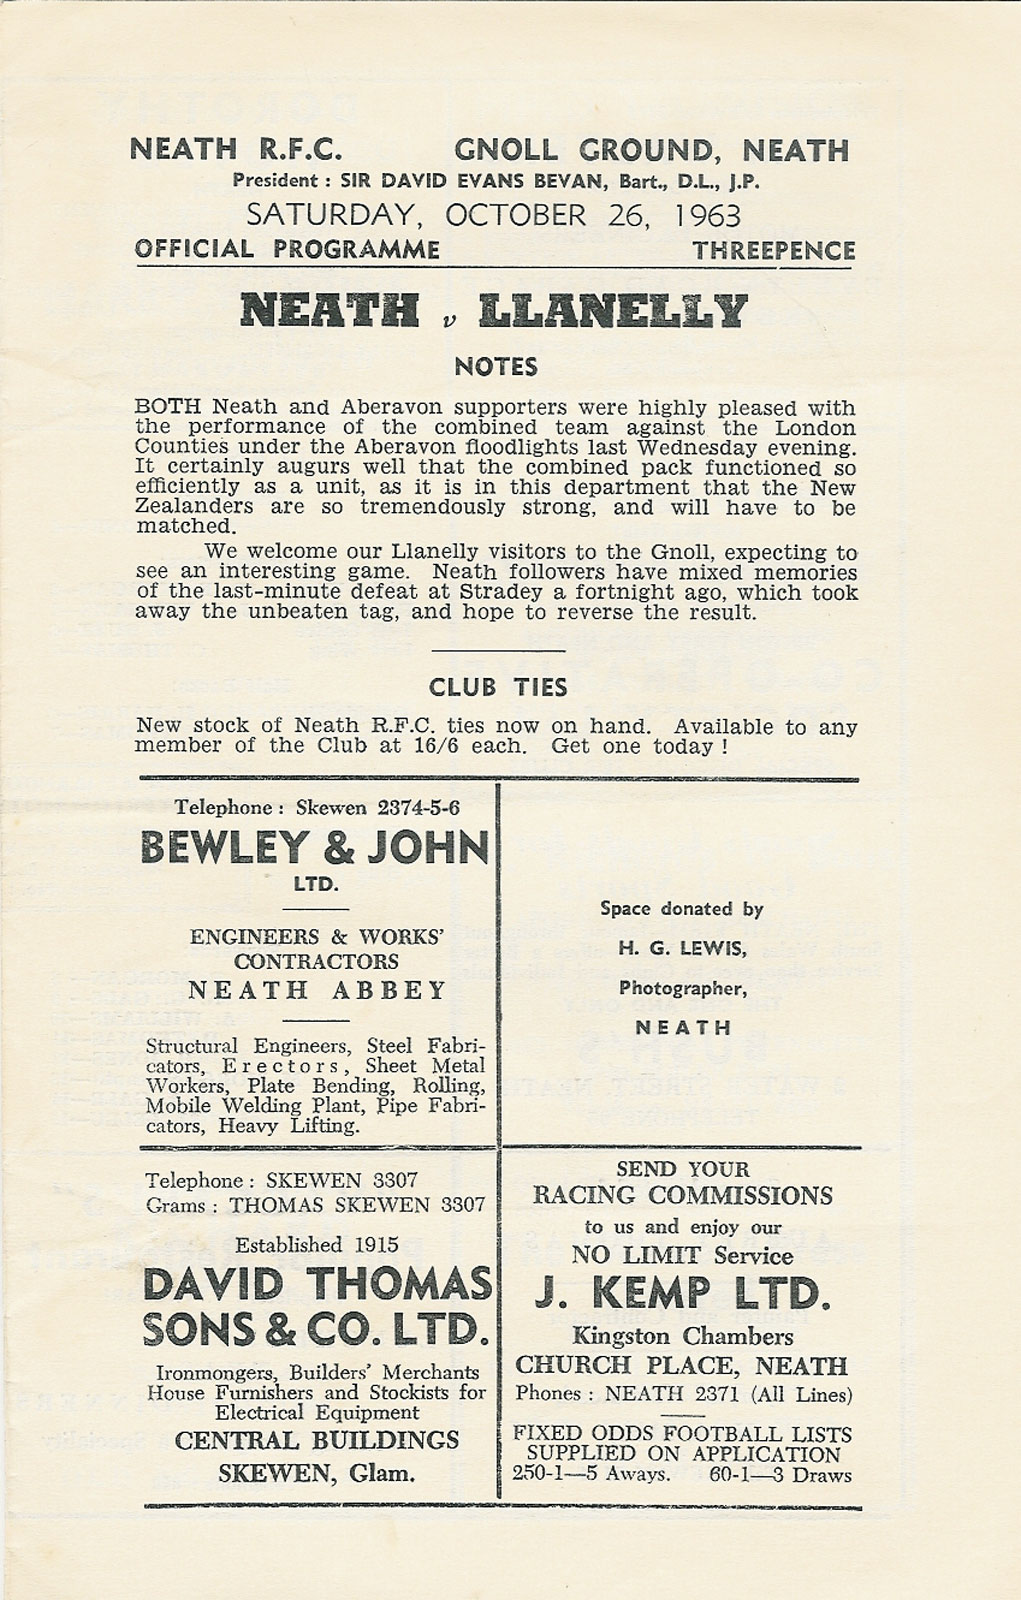 NEATH R.F.C. GNOLL GROUND, NEATH
President : SIR DAVID EVANS BEVAN, Bart., D.L., J.P.
SATURDAY, OCTOBER 26, 1963
OFFICIAL PROGRAMME THREEPENCE
NEATH v LLANELLY
NOTES
BOTH Neath and Aberavon supporters were highly pleased with
the performance of the combined team against the London
Counties under the Aberavon floodlights last Wednesday evening.
It certainly augurs well that the combined pack functioned so
efficiently as a unit, as it is in this department that the New
Zealanders are so tremendously strong, and will have to be
matched.
We welcome our Llanelly visitors to the Gnoll, expecting to
see an interesting game. Neath followers have mixed memories
of the last-minute defeat at Stradey a fortnight ago, which took
away the unbeaten tag, and hope to reverse the result.
CLUB TIES
New stock of Neath R.F.C. ties now on hand. Available to any
member of the Club at 16/6 each. Get one today !
Telephone : Skewen 2374-5-6
BEWLEY & JOHN
LTD.
ENGINEERS & WORKS'
CONTRACTORS
NEATH ABBEY
Structural Engineers, Steel Fabri-
cators, Erectors, Sheet Metal
Workers, Plate Bending, Rolling,
Mobile Welding Plant, Pipe Fabri-
cators, Heavy Lifting.
Space donated by
H. G. LEWIS,
Photographer,
NEATH
Telephone : SKEWEN 3307
Grams : THOMAS SKEWEN 3307
Established 1915
DAVID THOMAS
SONS & CO. LTD.
Ironmongers, Builders' Merchants
House Furnishers and Stockists for
Electrical Equipment
CENTRAL BUILDINGS
SKEWEN, Glam.
SEND YOUR
RACING COMMISSIONS
to us and enjoy our
NO LIMIT Service
J. KEMP LTD.
Kingston Chambers
CHURCH PLACE, NEATH
Phones : NEATH 2371 (All Lines)
FIXED ODDS FOOTBALL LISTS
SUPPLIED ON APPLICATION
250-1—5 Aways. 60-1—3 Draws